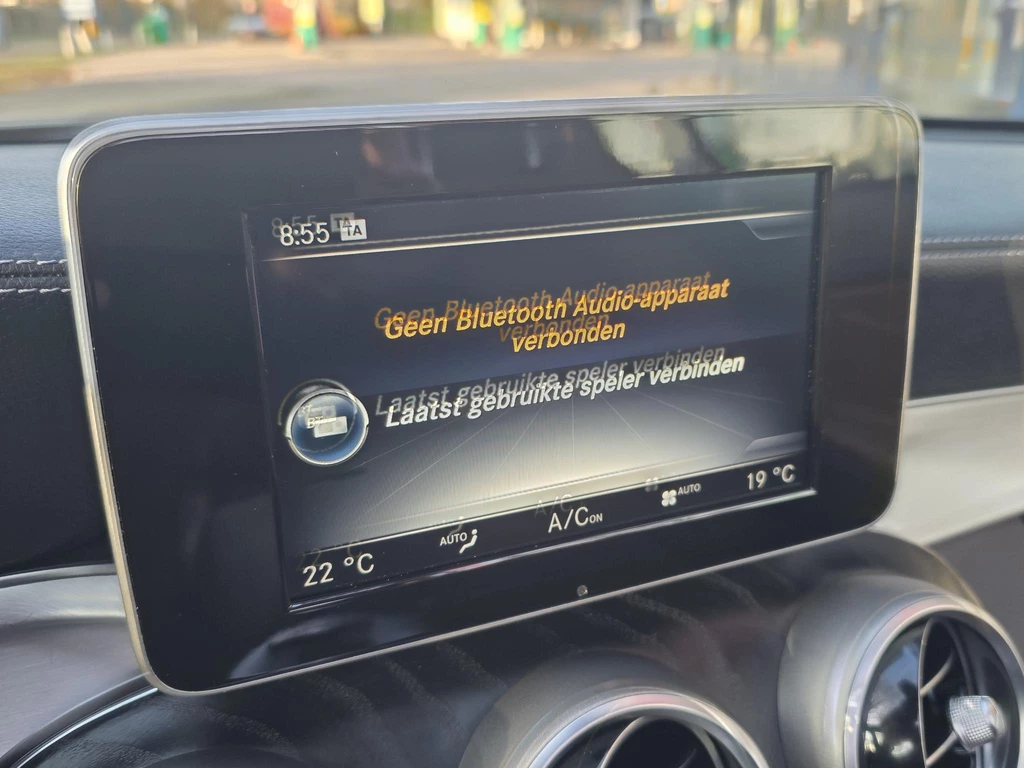 8:55 TA
Geen Bluetooth Audio-apparaat
verbonden
Laatst gebruikte speler verbinden
22 °C AUTO A/C ON AUTO 19 °C